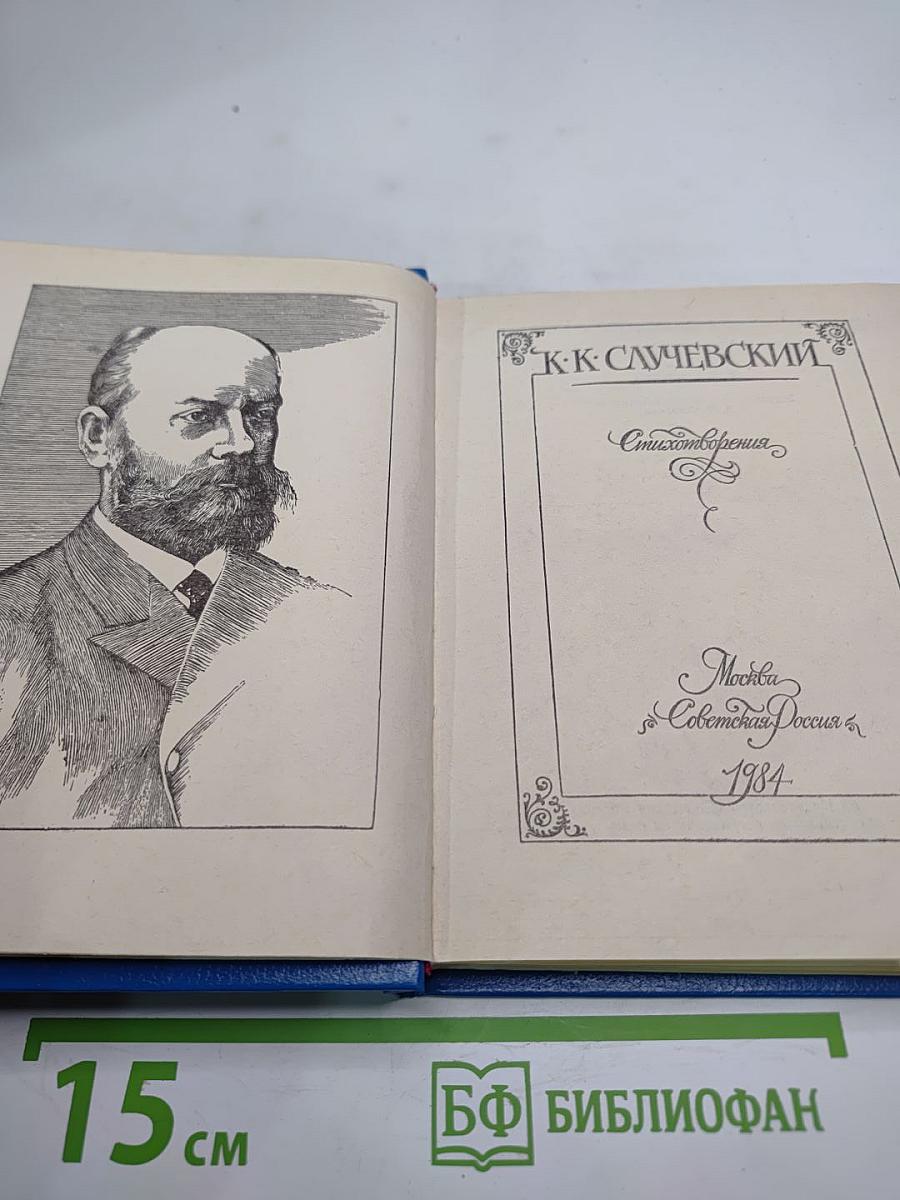 К·К·СЛУЧЕВСКИЙ
Стихотворения
Москва
Советская Россия
1984
15 см
БФ БИБЛИОФАН